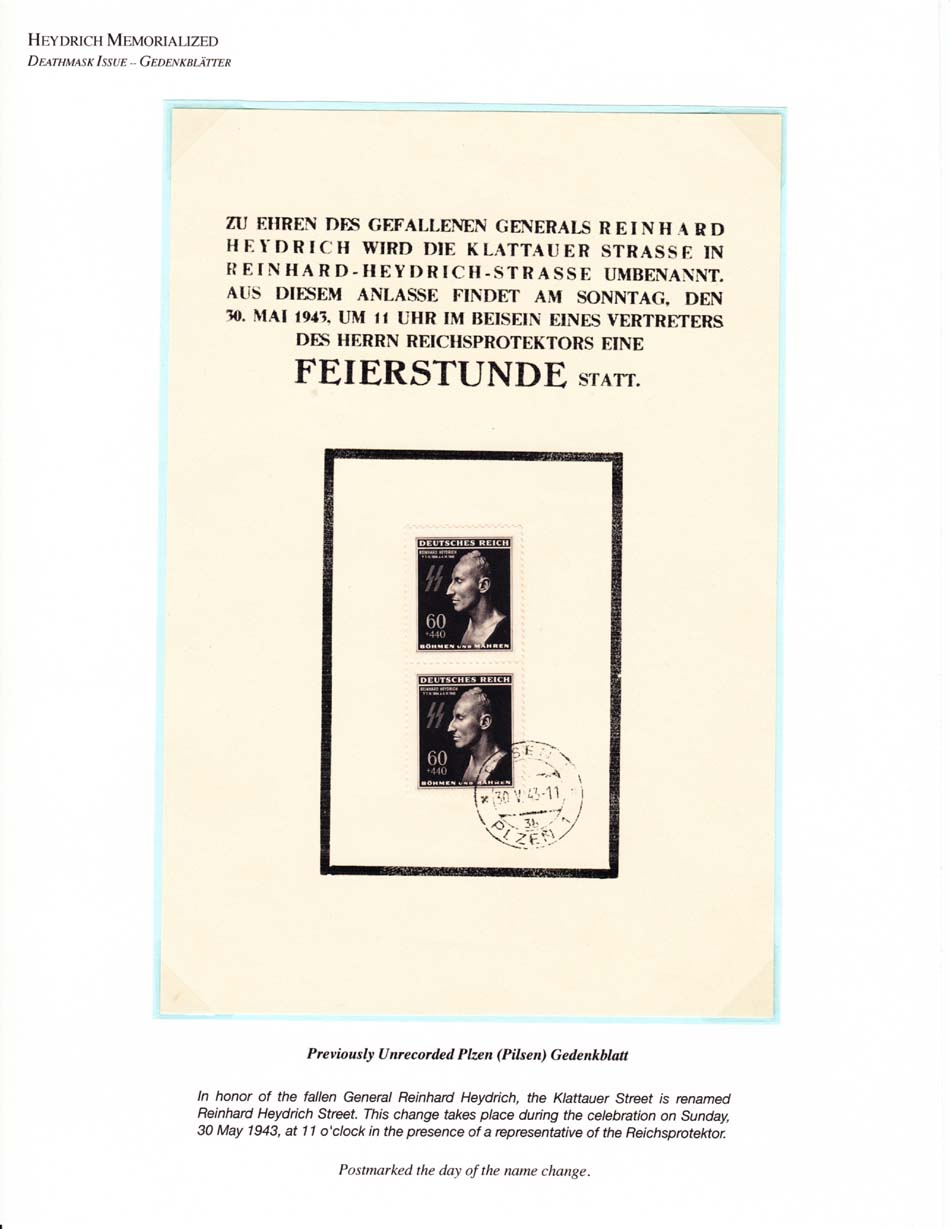 HEYDRICH MEMORIALIZED
DEATHMASK ISSUE -- GEDENKBLÄTTER
ZU EHREN DES GEFALLENEN GENERALS REINHARD
HEYDRICH WIRD DIE KLATTAUER STRASSE IN
REINHARD-HEYDRICH-STRASSE UMBENANNT.
AUS DIESEM ANLASSE FINDET AM SONNTAG, DEN
30. MAI 1943, UM 11 UHR IM BEISEIN EINES VERTRETERS
DES HERRN REICHSPROTEKTORS EINE
FEIERSTUNDE STATT.
DEUTSCHES REICH
REINHARD HEYDRICH
60
+440
BÖHMEN UND MÄHREN
DEUTSCHES REICH
REINHARD HEYDRICH
60
+440
BÖHMEN UND MÄHREN
30.V.43-11
3b
PLZEN 1
Previously Unrecorded Plzen (Pilsen) Gedenkblatt
In honor of the fallen General Reinhard Heydrich, the Klattauer Street is renamed
Reinhard Heydrich Street. This change takes place during the celebration on Sunday,
30 May 1943, at 11 o'clock in the presence of a representative of the Reichsprotektor.
Postmarked the day of the name change.